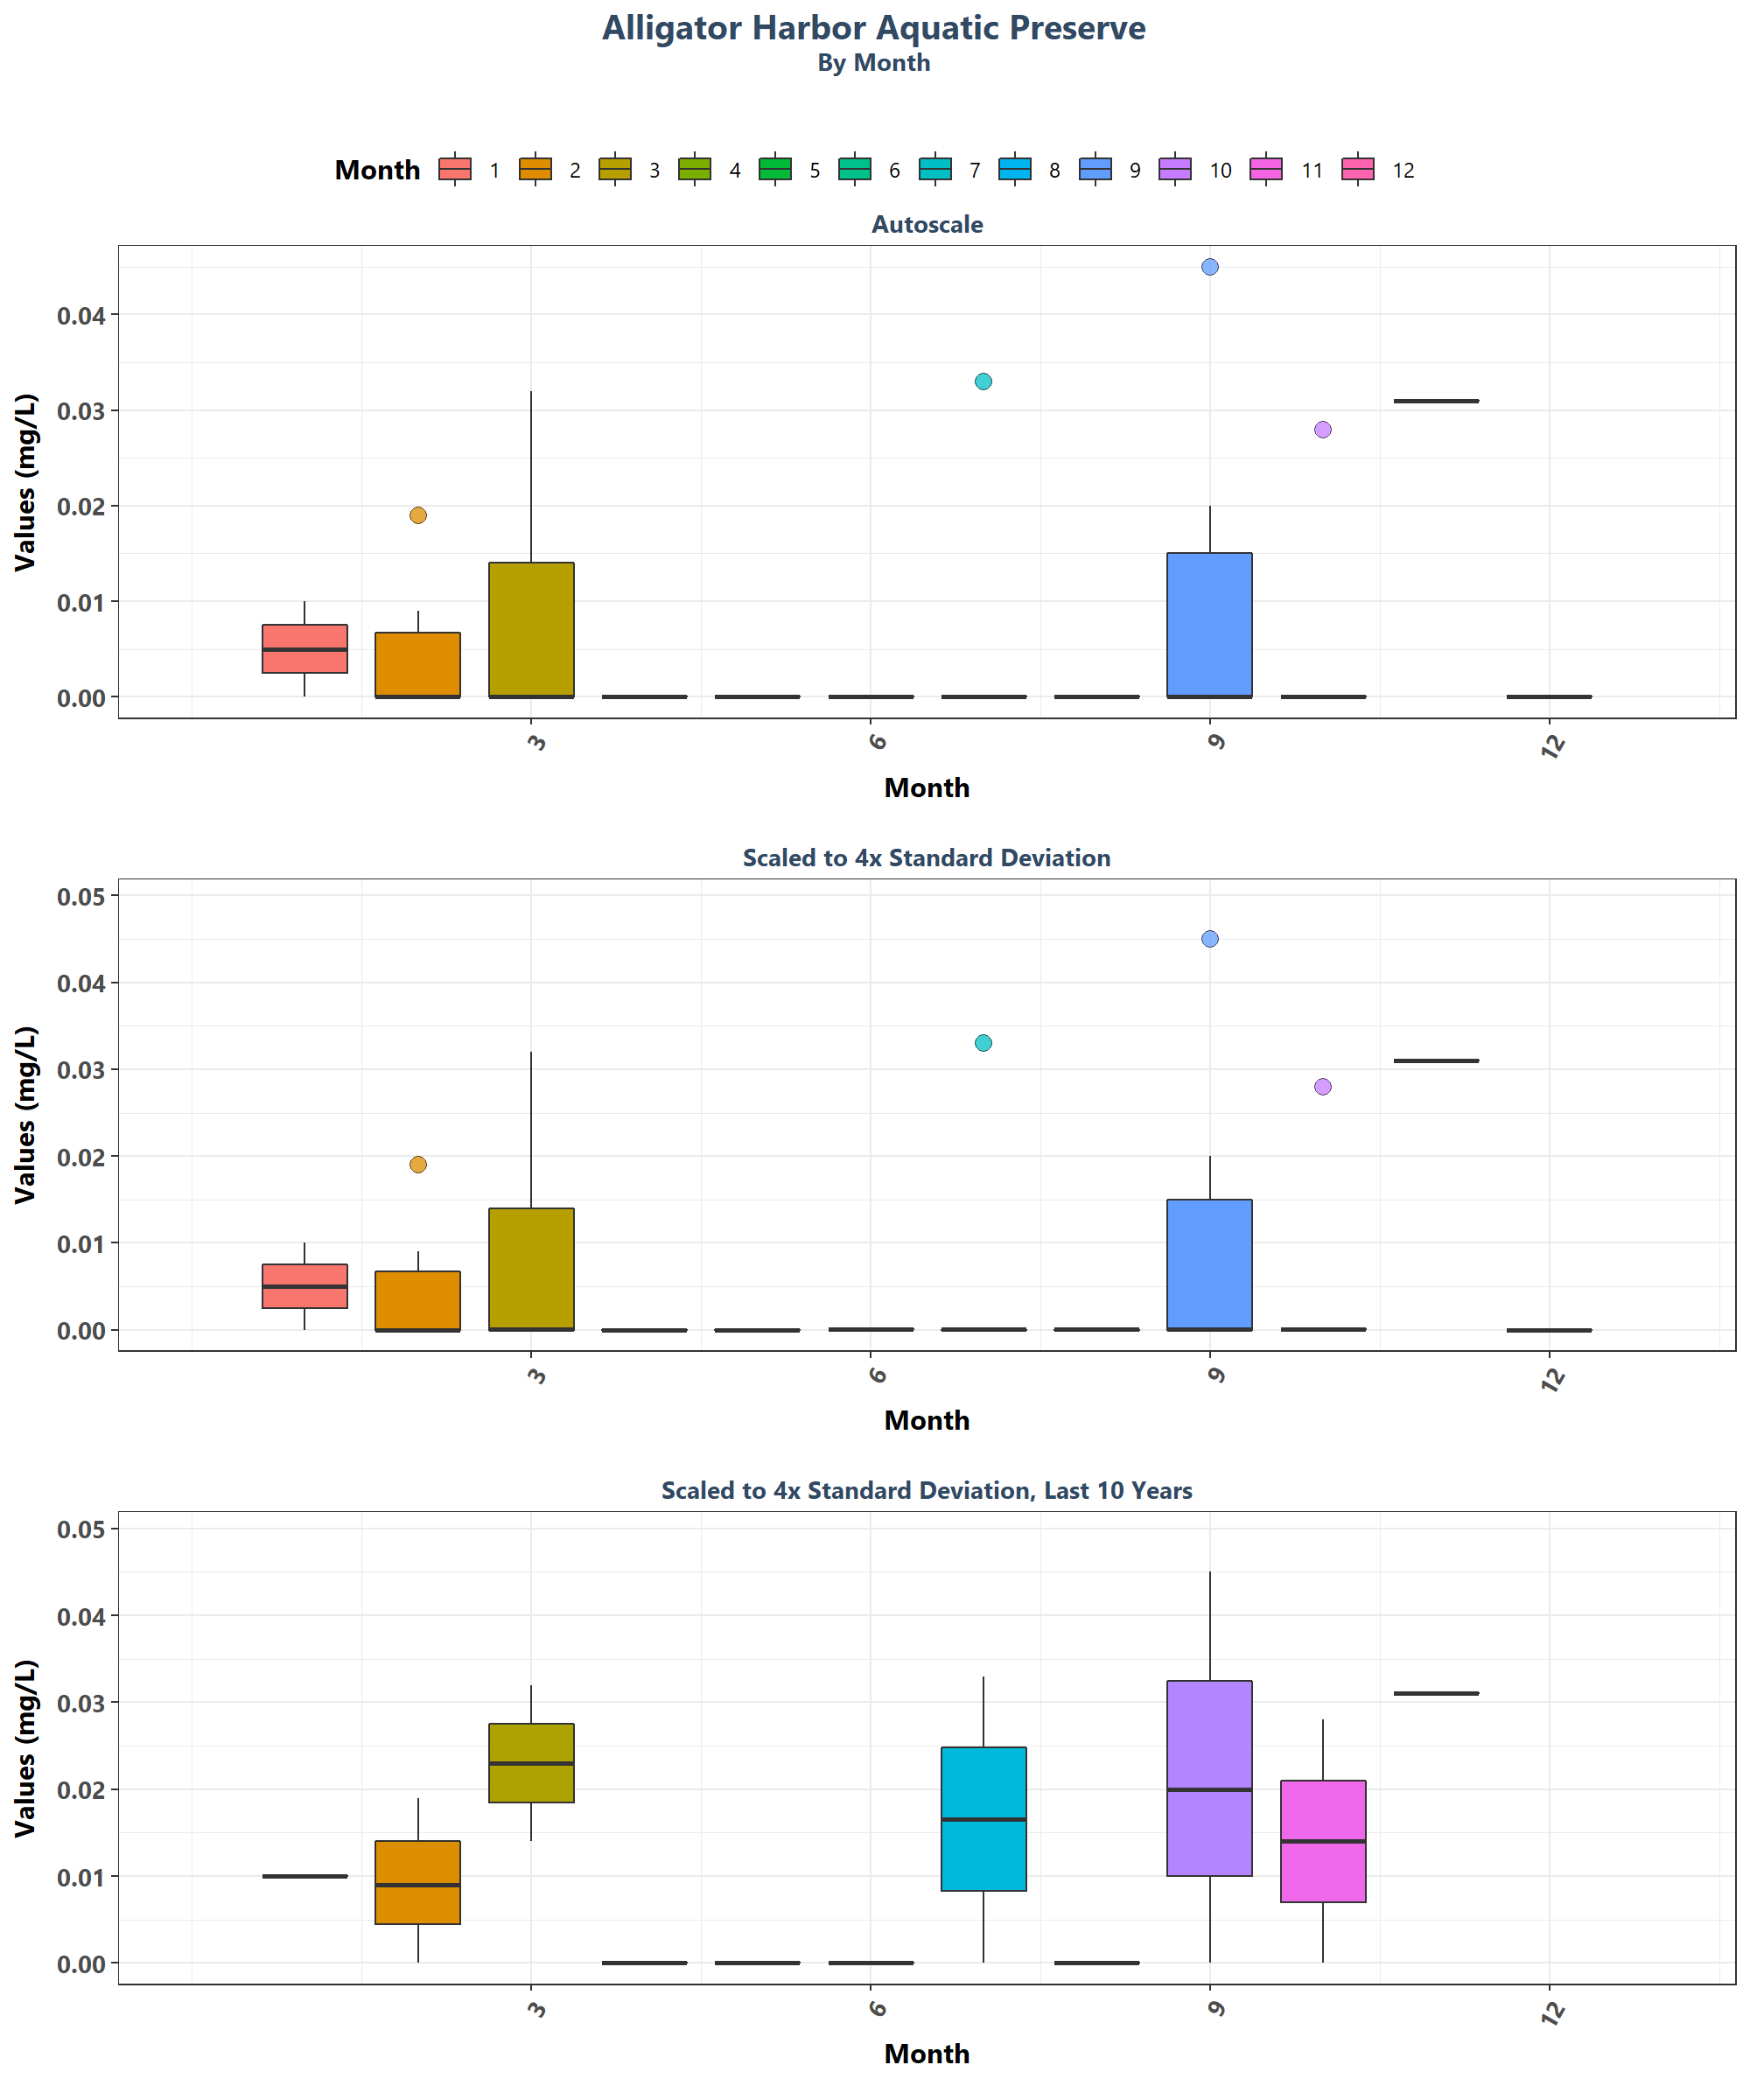 Alligator Harbor Aquatic Preserve
By Month
Month 1 2 3 4 5 6 7 8 9 10 11 12
Autoscale
Values (mg/L)
0.04
0.03
0.02
0.01
0.00
3 6 9 12
Month
Scaled to 4x Standard Deviation
Values (mg/L)
0.05
0.04
0.03
0.02
0.01
0.00
3 6 9 12
Month
Scaled to 4x Standard Deviation, Last 10 Years
Values (mg/L)
0.05
0.04
0.03
0.02
0.01
0.00
3 6 9 12
Month